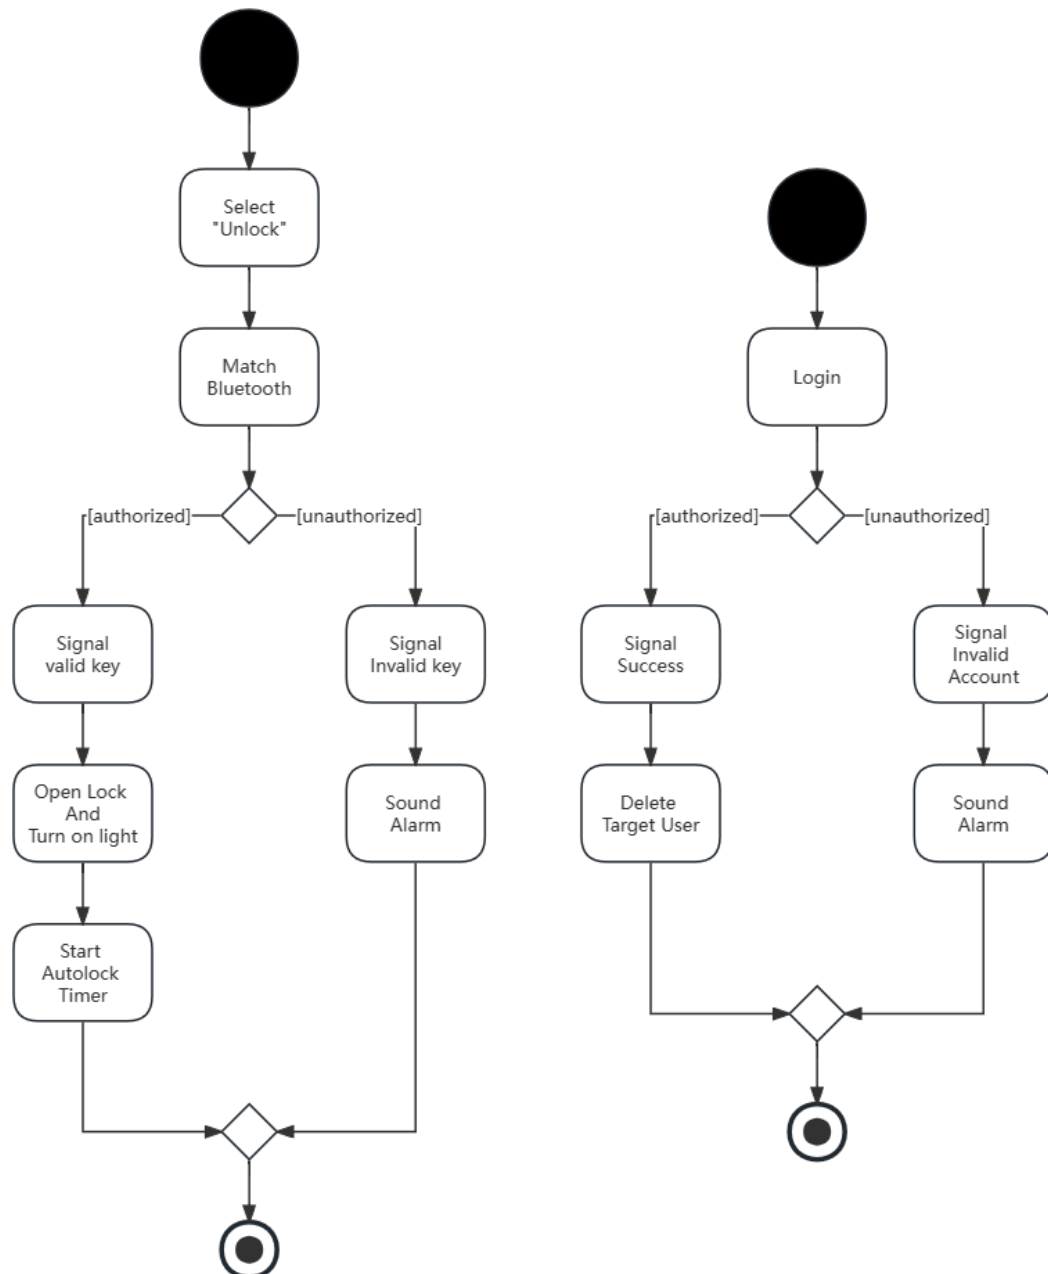 Select
"Unlock"
Match
Bluetooth
[authorized]
[unauthorized]
Signal
valid key
Signal
Invalid key
Open Lock
And
Turn on light
Sound
Alarm
Start
Autolock
Timer
Login
[authorized]
[unauthorized]
Signal
Success
Signal
Invalid
Account
Delete
Target User
Sound
Alarm